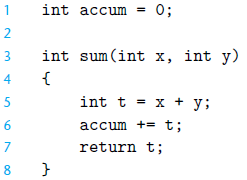 1 int accum = 0;
2
3 int sum(int x, int y)
4 {
5     int t = x + y;
6     accum += t;
7     return t;
8 }